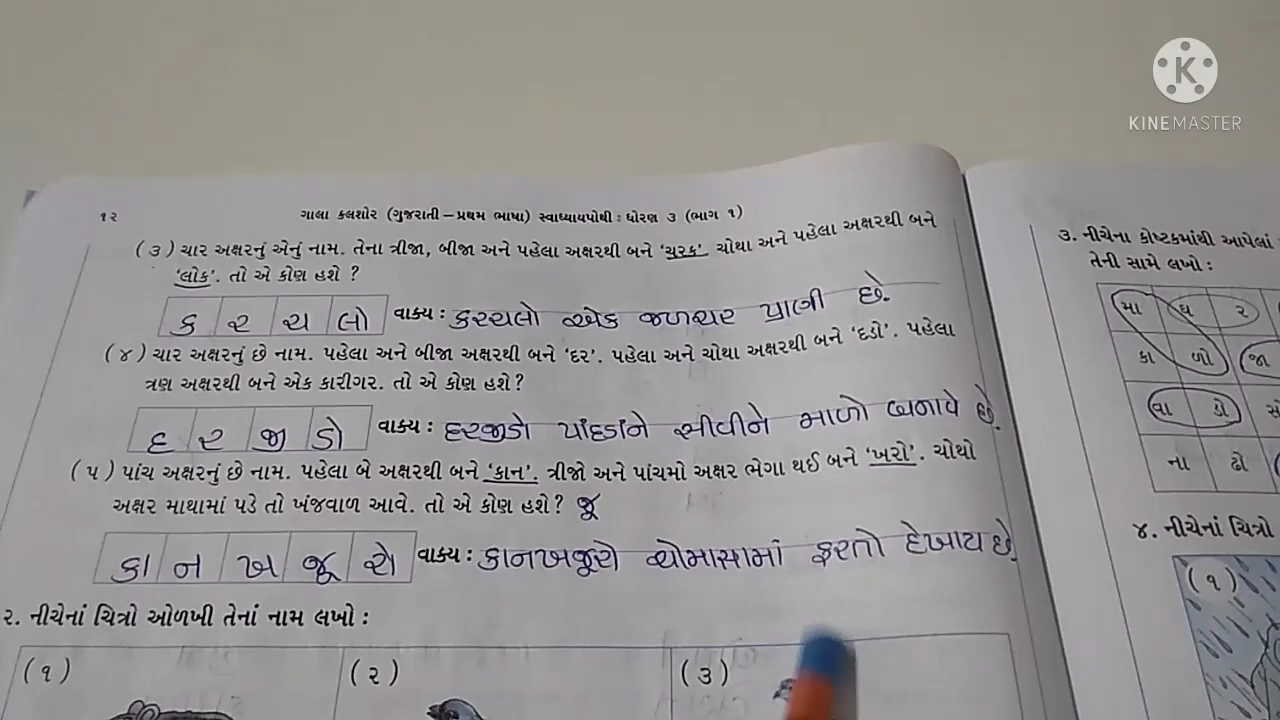 KINEMASTER
૧૨
ગાલા કલશોર (ગુજરાતી – પ્રથમ ભાષા) સ્વાધ્યાયપોથી : ધોરણ ૩ (ભાગ ૧)
(૩) ચાર અક્ષરનું એનું નામ. તેના ત્રીજા, બીજા અને પહેલા અક્ષરથી બને ‘ચરક’. ચોથા અને પહેલા અક્ષરથી બને
‘લોક’. તો એ કોણ હશે ?
ક ર ચ લો વાક્ય : કરચલો એક જળચર પ્રાણી છે.
(૪) ચાર અક્ષરનું છે નામ. પહેલા અને બીજા અક્ષરથી બને ‘દર’. પહેલા અને ચોથા અક્ષરથી બને ‘દડો’. પહેલા
ત્રણ અક્ષરથી બને એક કારીગર. તો એ કોણ હશે ?
દ ર જી ડો વાક્ય : દરજીડો પાંદડાંને સીવીને માળો બનાવે છે.
(૫) પાંચ અક્ષરનું છે નામ. પહેલા બે અક્ષરથી બને ‘કાન’. ત્રીજો અને પાંચમો અક્ષર ભેગા થઈ બને ‘ખરો’. ચોથો
અક્ષર માથામાં પડે તો ખંજવાળ આવે. તો એ કોણ હશે ? જૂ
કા ન ખ જૂ રો વાક્ય : કાનખજૂરો ચોમાસામાં ફરતો દેખાય છે.
૨. નીચેનાં ચિત્રો ઓળખી તેનાં નામ લખો :
(૧) (૨) (૩)
૩. નીચેના કોષ્ટકમાંથી આપેલાં
તેની સામે લખો :
મા ઘ ર
કા ળો જા
વા ડો
ના ઢો
૪. નીચેનાં ચિત્રો
(૧)